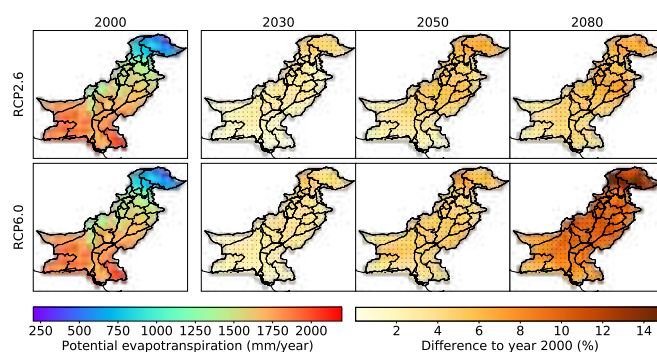 2000 2030 2050 2080
RCP2.6
RCP6.0
250 500 750 1000 1250 1500 1750 2000
Potential evapotranspiration (mm/year)
2 4 6 8 10 12 14
Difference to year 2000 (%)